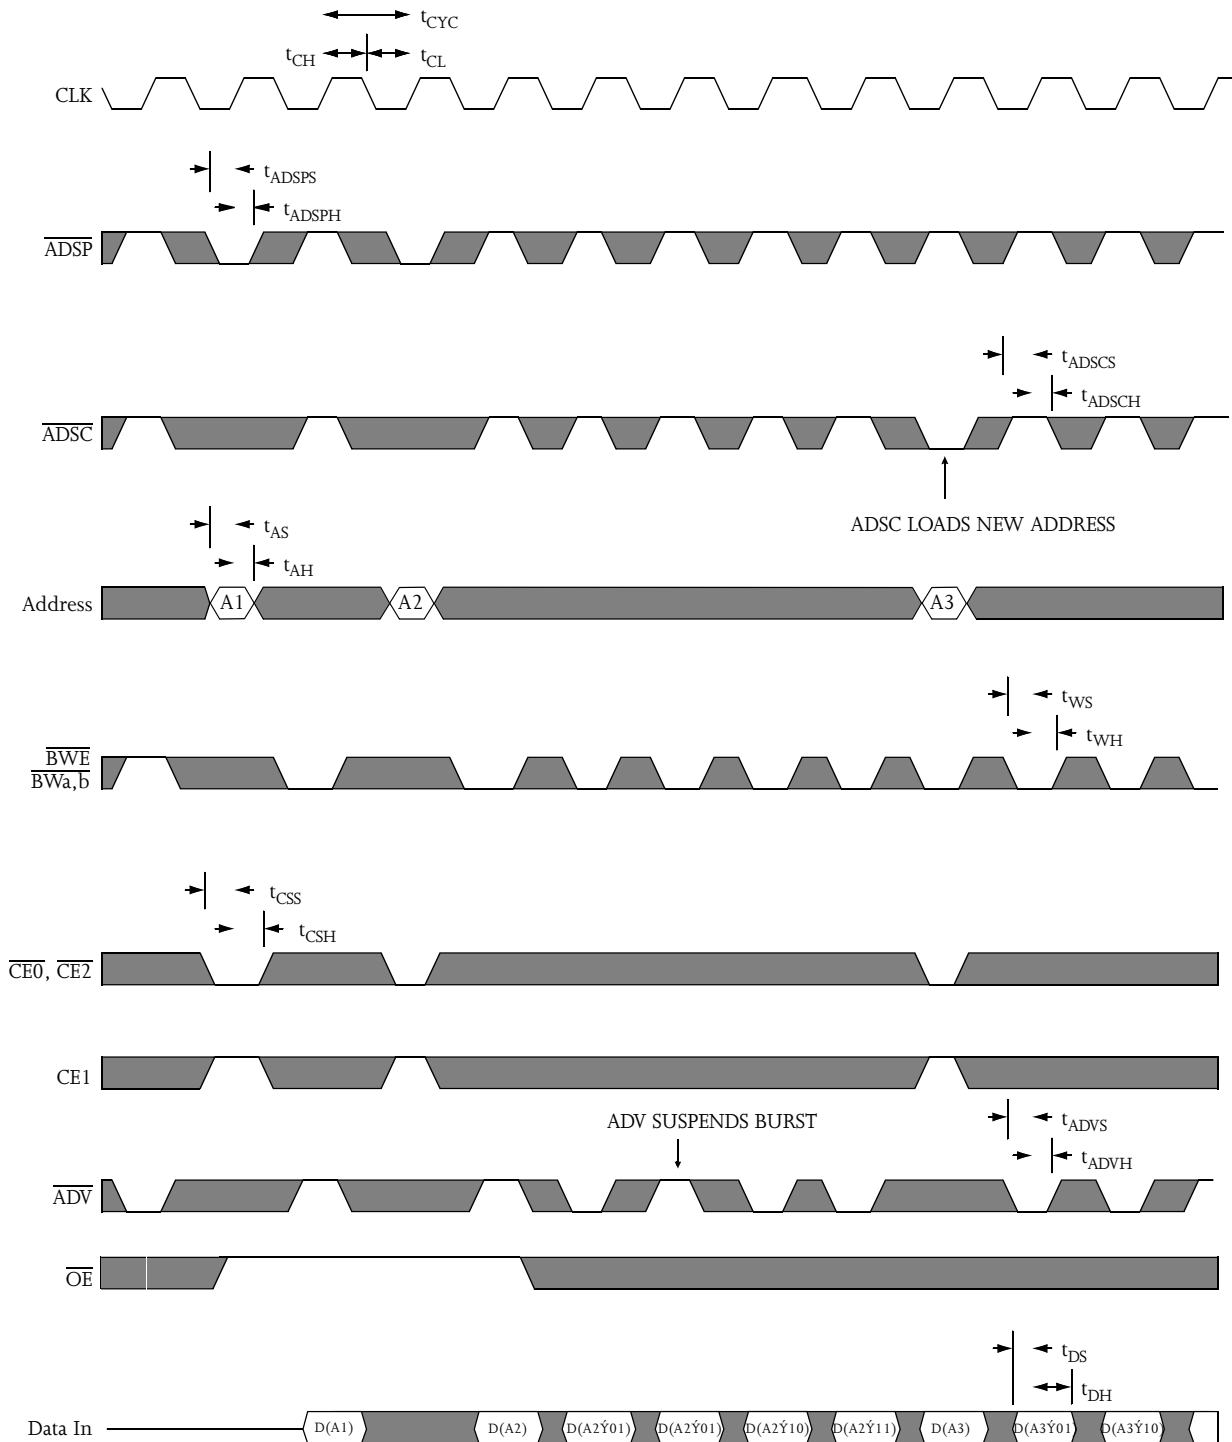 tCYC
tCH tCL
CLK
tADSPS
tADSPH
ADSP
tADSCS
tADSCH
ADSC
ADSC LOADS NEW ADDRESS
tAS
tAH
Address A1 A2 A3
tWS
tWH
BWE
BWa,b
tCSS
tCSH
CE0, CE2
CE1
ADV SUSPENDS BURST
tADVS
tADVH
ADV
OE
tDS
tDH
Data In D(A1) D(A2) D(A2Ý01) D(A2Ý01) D(A2Ý10) D(A2Ý11) D(A3) D(A3Ý01) D(A3Ý10)